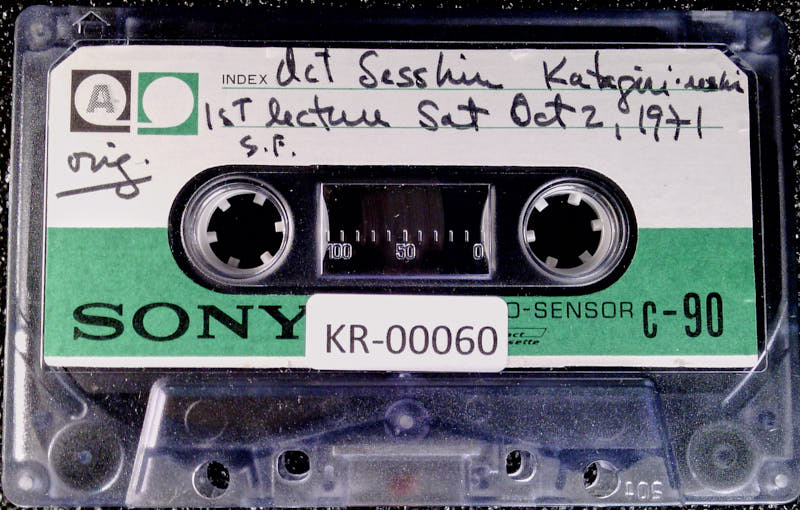 A
INDEX Oct Sesshin Katagiri-roshi
1ST lecture Sat Oct 2, 1971
orig.
S.F.
100 50 0
SONY
O-SENSOR C-90
KR-00060
406